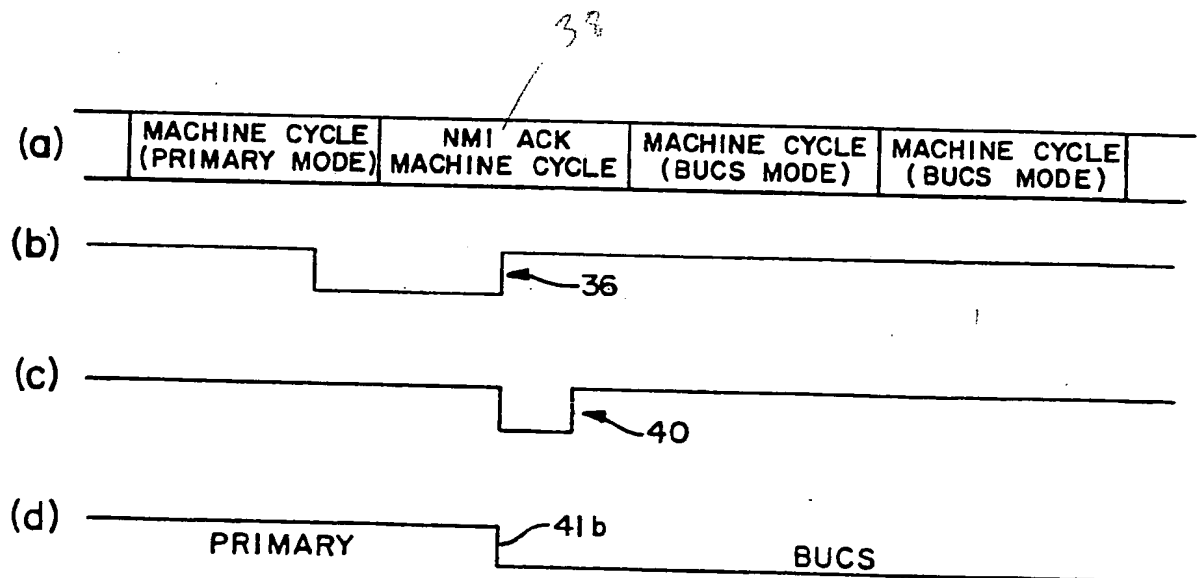 38
(a)
MACHINE CYCLE
(PRIMARY MODE)
NMI ACK
MACHINE CYCLE
MACHINE CYCLE
(BUCS MODE)
MACHINE CYCLE
(BUCS MODE)
(b)
36
(c)
40
(d)
41b
PRIMARY
BUCS